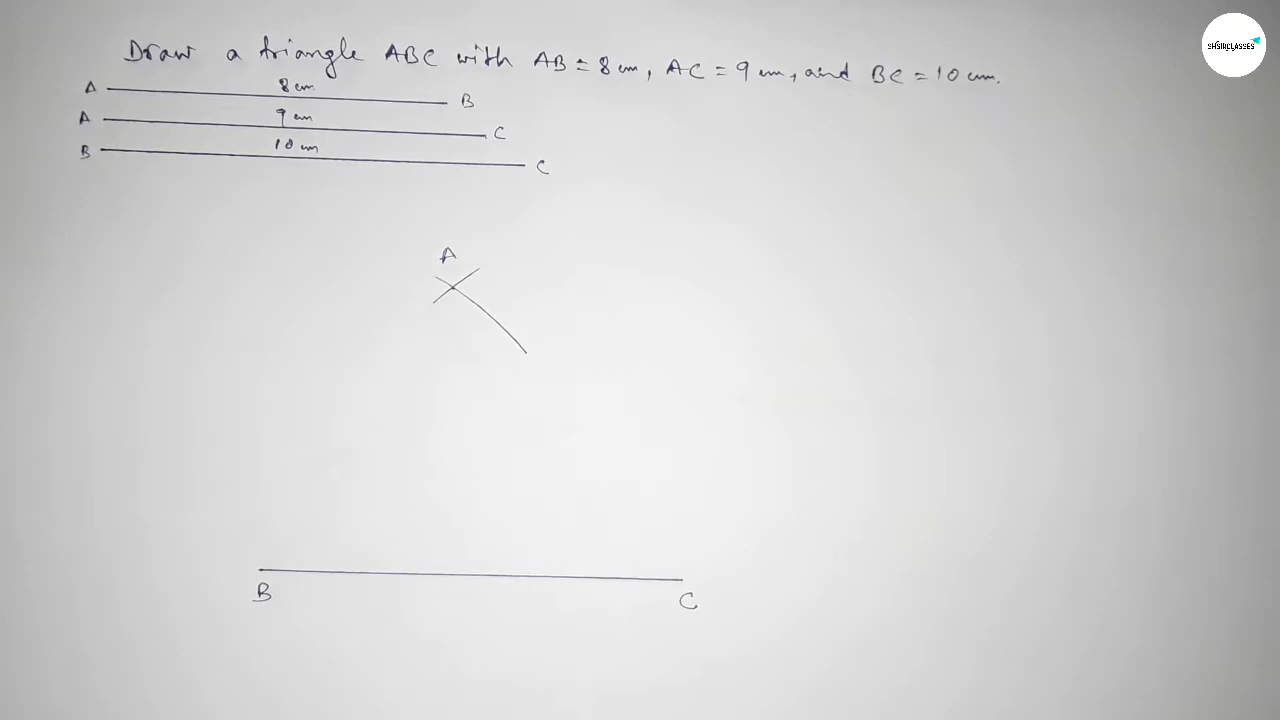 Draw a triangle ABC with AB = 8 cm, AC = 9 cm, and BC = 10 cm.
A 8 cm B
A 9 cm C
B 10 cm C
A
B C
SHSIRCLASSES